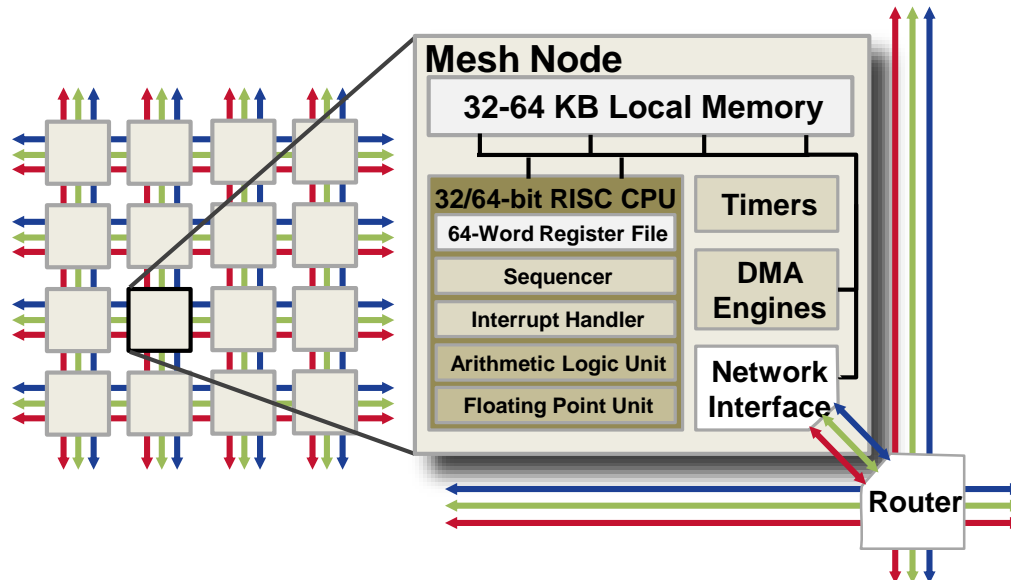 Mesh Node
32-64 KB Local Memory
32/64-bit RISC CPU
64-Word Register File
Sequencer
Interrupt Handler
Arithmetic Logic Unit
Floating Point Unit
Timers
DMA
Engines
Network
Interface
Router